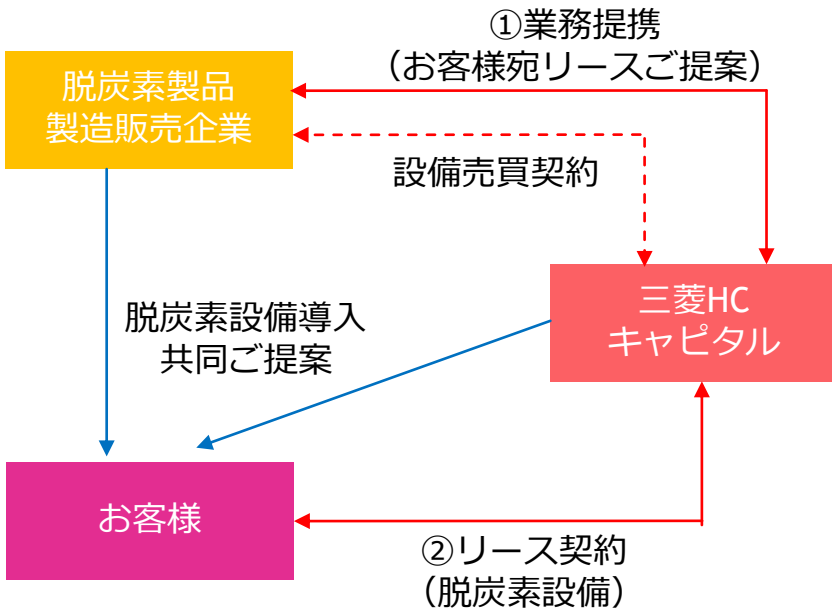 ①業務提携
（お客様宛リースご提案）
脱炭素製品
製造販売企業
設備売買契約
三菱HC
キャピタル
脱炭素設備導入
共同ご提案
お客様
②リース契約
（脱炭素設備）